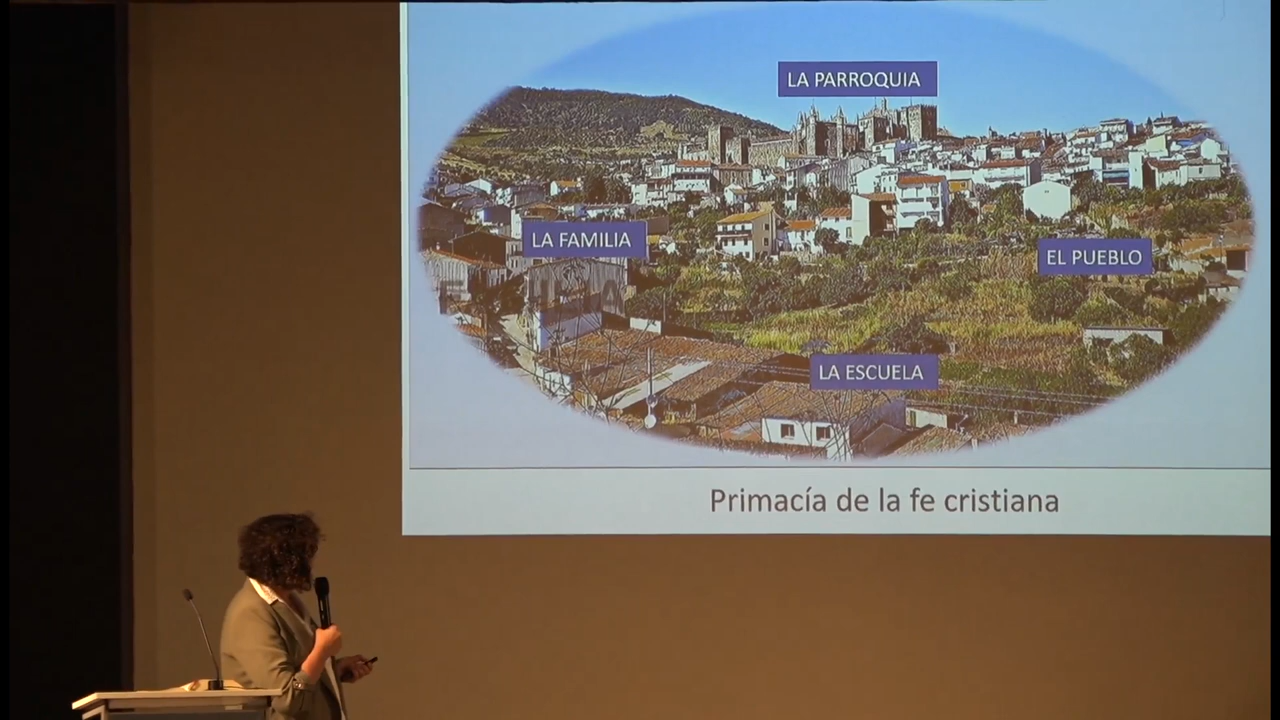 LA PARROQUIA
LA FAMILIA
EL PUEBLO
LA ESCUELA
Primacía de la fe cristiana